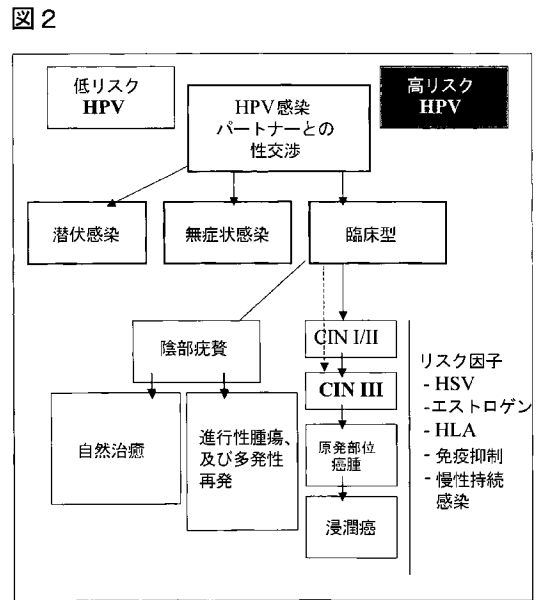 図2
低リスク
HPV
高リスク
HPV
HPV感染
パートナーとの
性交渉
潜伏感染
無症状感染
臨床型
陰部疣贅
CIN I/II
CIN III
自然治癒
進行性腫瘍、
及び多発性
再発
原発部位
癌腫
浸潤癌
リスク因子
- HSV
-エストロゲン
- HLA
- 免疫抑制
- 慢性持続
感染